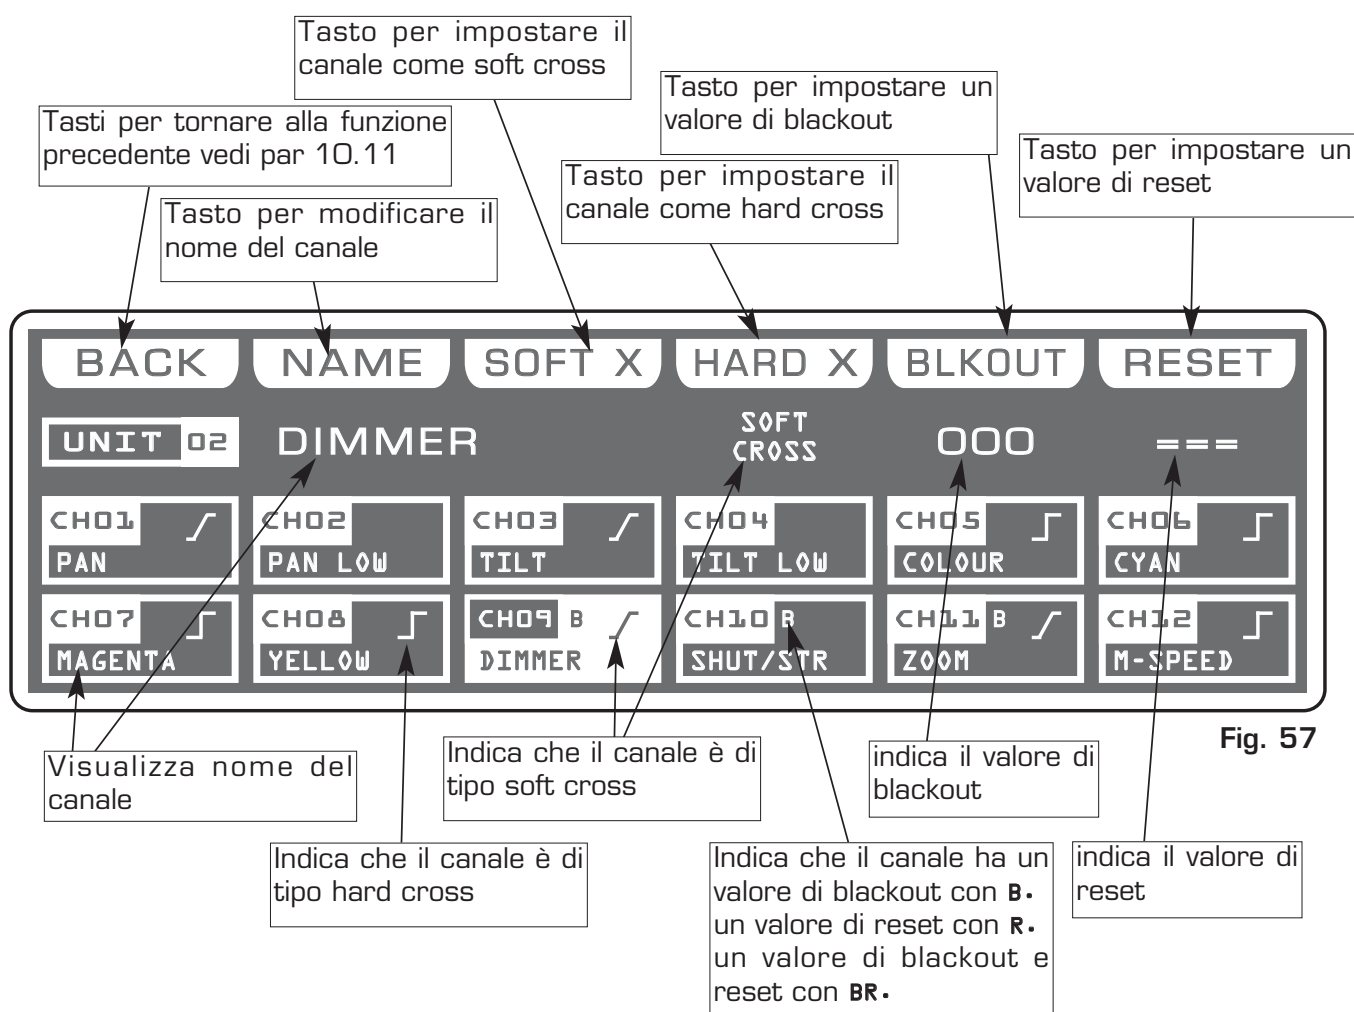 Tasto per impostare il
canale come soft cross
Tasto per impostare un
valore di blackout
Tasti per tornare alla funzione
precedente vedi par 10.11
Tasto per impostare un
valore di reset
Tasto per impostare il
canale come hard cross
Tasto per modificare il
nome del canale
BACK NAME SOFT X HARD X BLKOUT RESET
UNIT 02 DIMMER SOFT CROSS 000 ===
CH01 CH02 CH03 CH04 CH05 CH06
PAN PAN LOW TILT TILT LOW COLOUR CYAN
CH07 CH08 CH09 B CH10 B CH11 B CH12
MAGENTA YELLOW DIMMER SHUT/STR ZOOM M-SPEED
Fig. 57
Visualizza nome del
canale
Indica che il canale è di
tipo soft cross
indica il valore di
blackout
Indica che il canale è di
tipo hard cross
Indica che il canale ha un
valore di blackout con B.
un valore di reset con R.
un valore di blackout e
reset con BR.
indica il valore di
reset